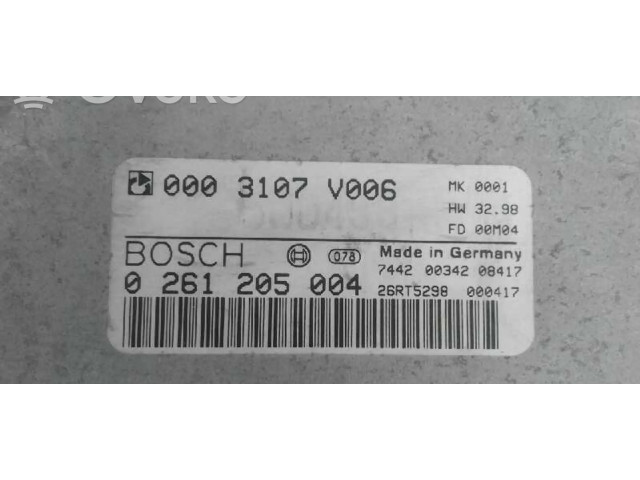 000 3107 V006
MK 0001
HW 32.98
FD 00M04
BOSCH 078 Made in Germany
7442 00342 08417
0 261 205 004
26RT5298 000417